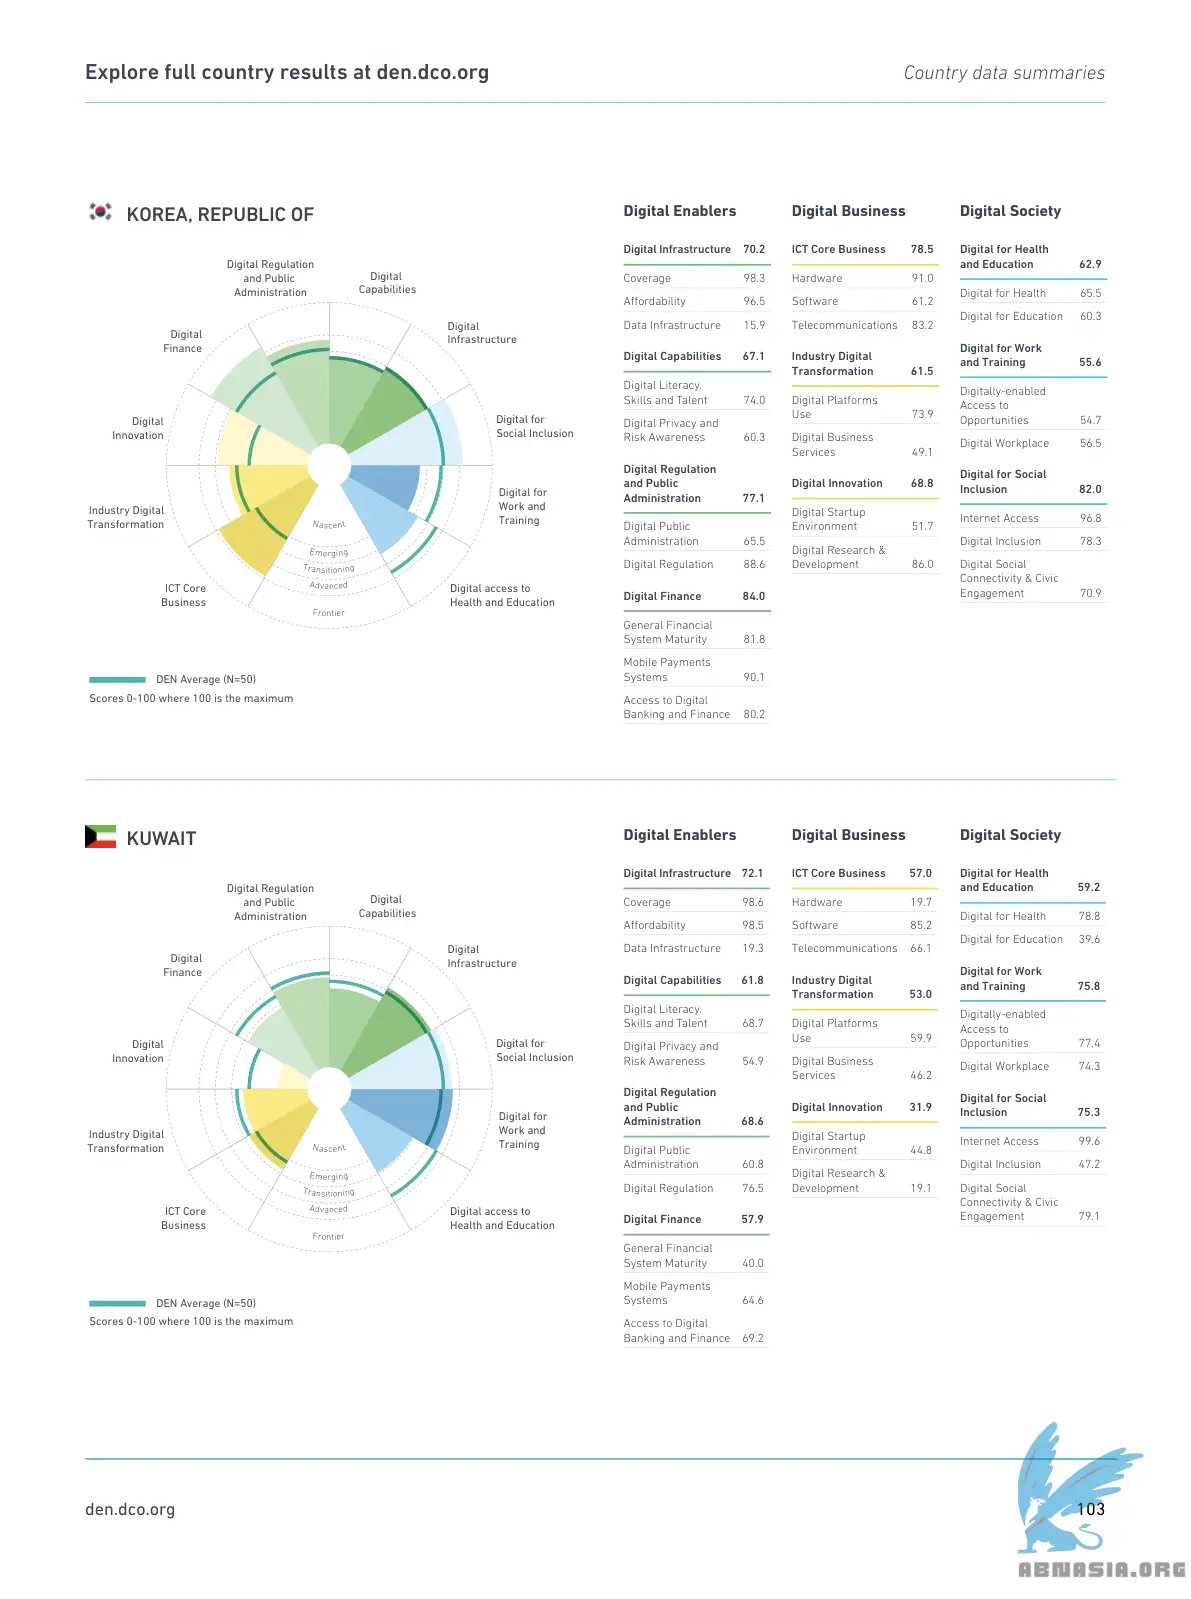 Explore full country results at den.dco.org
Country data summaries
KOREA, REPUBLIC OF
Digital Regulation
and Public
Administration
Digital
Capabilities
Digital
Finance
Digital
Infrastructure
Digital
Innovation
Digital for
Social Inclusion
Industry Digital
Transformation
Digital for
Work and
Training
ICT Core
Business
Digital access to
Health and Education
Nascent
Emerging
Transitioning
Advanced
Frontier
DEN Average (N=50)
Scores 0-100 where 100 is the maximum
Digital Enablers
Digital Infrastructure 70.2
Coverage 98.3
Affordability 96.5
Data Infrastructure 15.9
Digital Capabilities 67.1
Digital Literacy.
Skills and Talent 74.0
Digital Privacy and
Risk Awareness 60.3
Digital Regulation
and Public
Administration 77.1
Digital Public
Administration 65.5
Digital Regulation 88.6
Digital Finance 84.0
General Financial
System Maturity 81.8
Mobile Payments
Systems 90.1
Access to Digital
Banking and Finance 80.2
Digital Business
ICT Core Business 78.5
Hardware 91.0
Software 61.2
Telecommunications 83.2
Industry Digital
Transformation 61.5
Digital Platforms
Use 73.9
Digital Business
Services 49.1
Digital Innovation 68.8
Digital Startup
Environment 51.7
Digital Research &
Development 86.0
Digital Society
Digital for Health
and Education 62.9
Digital for Health 65.5
Digital for Education 60.3
Digital for Work
and Training 55.6
Digitally-enabled
Access to
Opportunities 54.7
Digital Workplace 56.5
Digital for Social
Inclusion 82.0
Internet Access 96.8
Digital Inclusion 78.3
Digital Social
Connectivity & Civic
Engagement 70.9
KUWAIT
Digital Regulation
and Public
Administration
Digital
Capabilities
Digital
Finance
Digital
Infrastructure
Digital
Innovation
Digital for
Social Inclusion
Industry Digital
Transformation
Digital for
Work and
Training
ICT Core
Business
Digital access to
Health and Education
Nascent
Emerging
Transitioning
Advanced
Frontier
DEN Average (N=50)
Scores 0-100 where 100 is the maximum
Digital Enablers
Digital Infrastructure 72.1
Coverage 98.6
Affordability 98.5
Data Infrastructure 19.3
Digital Capabilities 61.8
Digital Literacy.
Skills and Talent 68.7
Digital Privacy and
Risk Awareness 54.9
Digital Regulation
and Public
Administration 68.6
Digital Public
Administration 60.8
Digital Regulation 76.5
Digital Finance 57.9
General Financial
System Maturity 40.0
Mobile Payments
Systems 64.6
Access to Digital
Banking and Finance 69.2
Digital Business
ICT Core Business 57.0
Hardware 19.7
Software 85.2
Telecommunications 66.1
Industry Digital
Transformation 53.0
Digital Platforms
Use 59.9
Digital Business
Services 46.2
Digital Innovation 31.9
Digital Startup
Environment 44.8
Digital Research &
Development 19.1
Digital Society
Digital for Health
and Education 59.2
Digital for Health 78.8
Digital for Education 39.6
Digital for Work
and Training 75.8
Digitally-enabled
Access to
Opportunities 77.4
Digital Workplace 74.3
Digital for Social
Inclusion 75.3
Internet Access 99.6
Digital Inclusion 47.2
Digital Social
Connectivity & Civic
Engagement 79.1
den.dco.org
103
ABNASIA.ORG